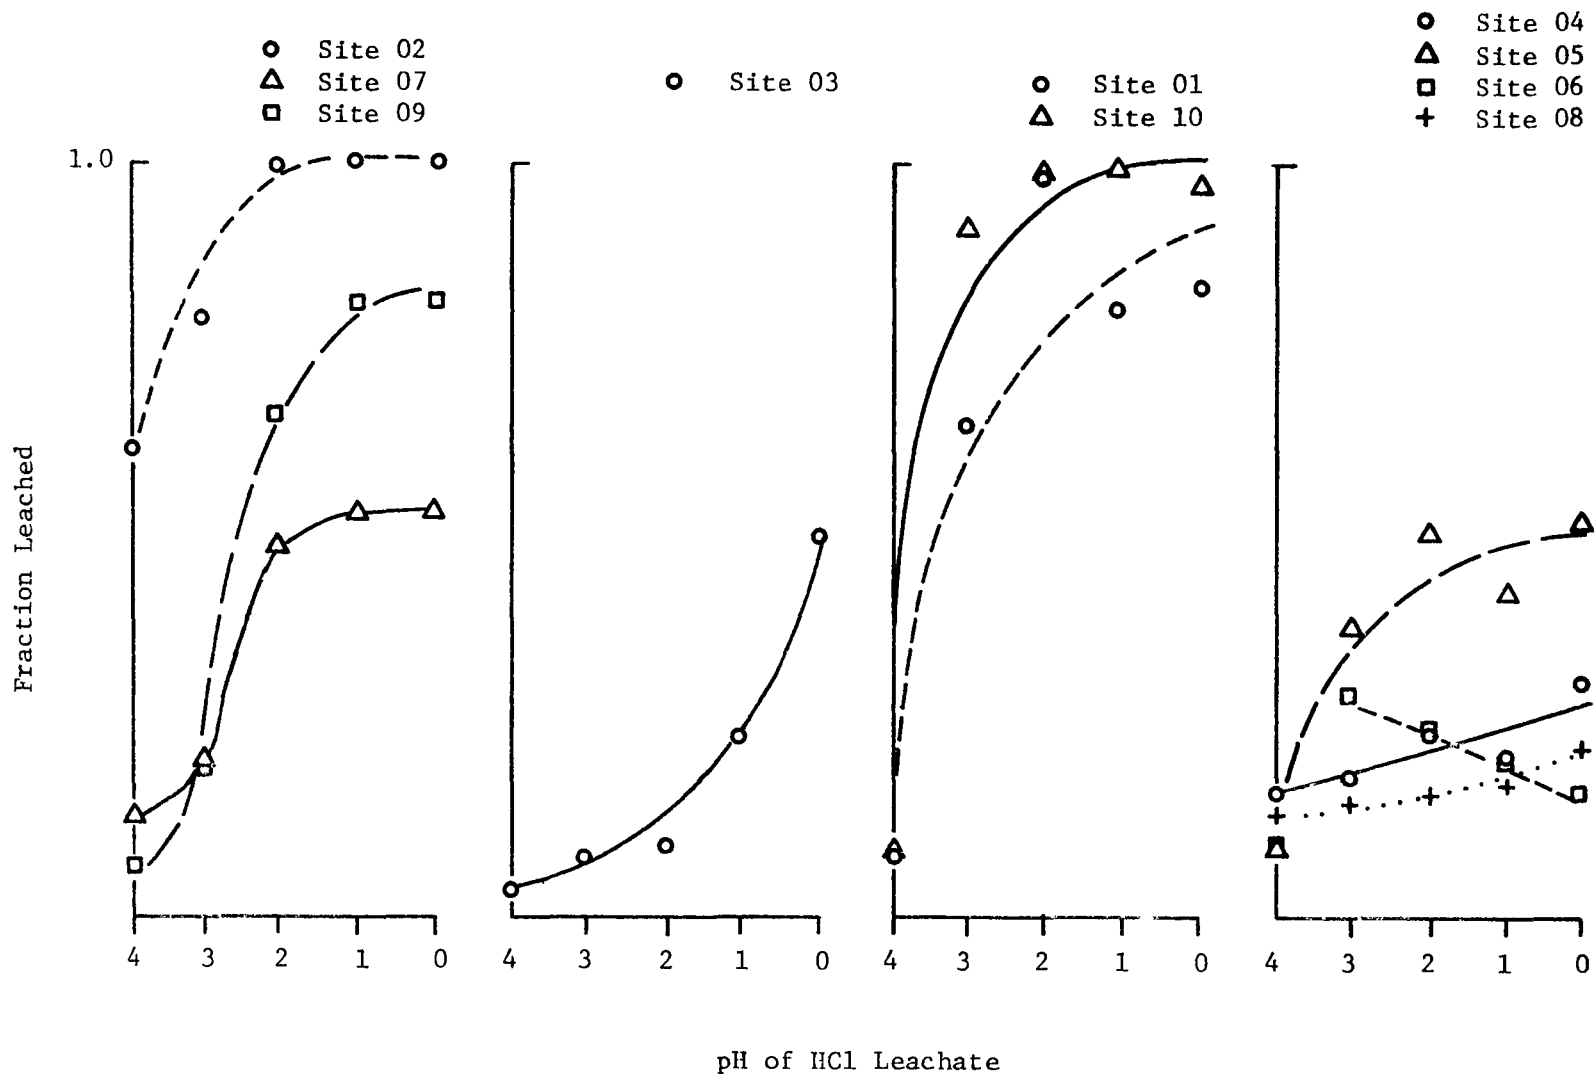 Site 02
Site 07
Site 09
Site 03
Site 01
Site 10
Site 04
Site 05
Site 06
Site 08
1.0
Fraction Leached
4 3 2 1 0
4 3 2 1 0
4 3 2 1 0
4 3 2 1 0
pH of HCl Leachate